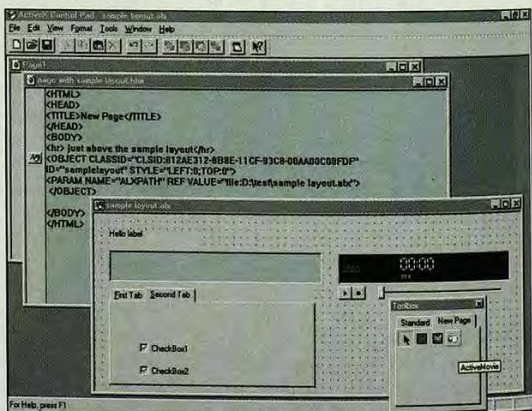 ActiveX Control Pad - sample layout.alx
File Edit View Format Tools Window Help
Page1
page with sample layout.htm
<HTML>
<HEAD>
<TITLE>New Page</TITLE>
</HEAD>
<BODY>
<hr> just above the sample layout</hr>
<OBJECT CLASSID="CLSID:812AE312-8B8E-11CF-93C8-00AA00C08FDF"
ID="samplelayout" STYLE="LEFT:0;TOP:0">
<PARAM NAME="ALXPATH" REF VALUE="file:D:\test\sample layout.alx">
</OBJECT>
</BODY>
</HTML>
sample layout.alx
Hello label
00:00
First Tab Second Tab
CheckBox1
CheckBox2
Toolbox
Standard New Page
ActiveMovie
For Help, press F1